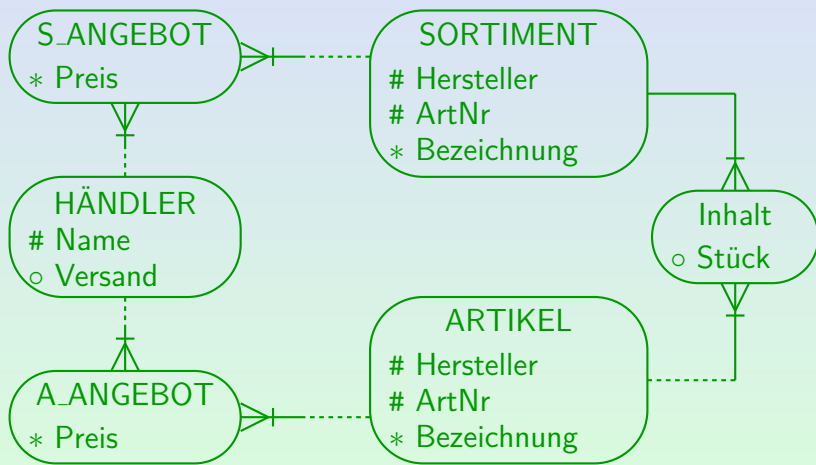 S_ANGEBOT
∗ Preis
SORTIMENT
# Hersteller
# ArtNr
∗ Bezeichnung
HÄNDLER
# Name
○ Versand
Inhalt
○ Stück
A_ANGEBOT
∗ Preis
ARTIKEL
# Hersteller
# ArtNr
∗ Bezeichnung